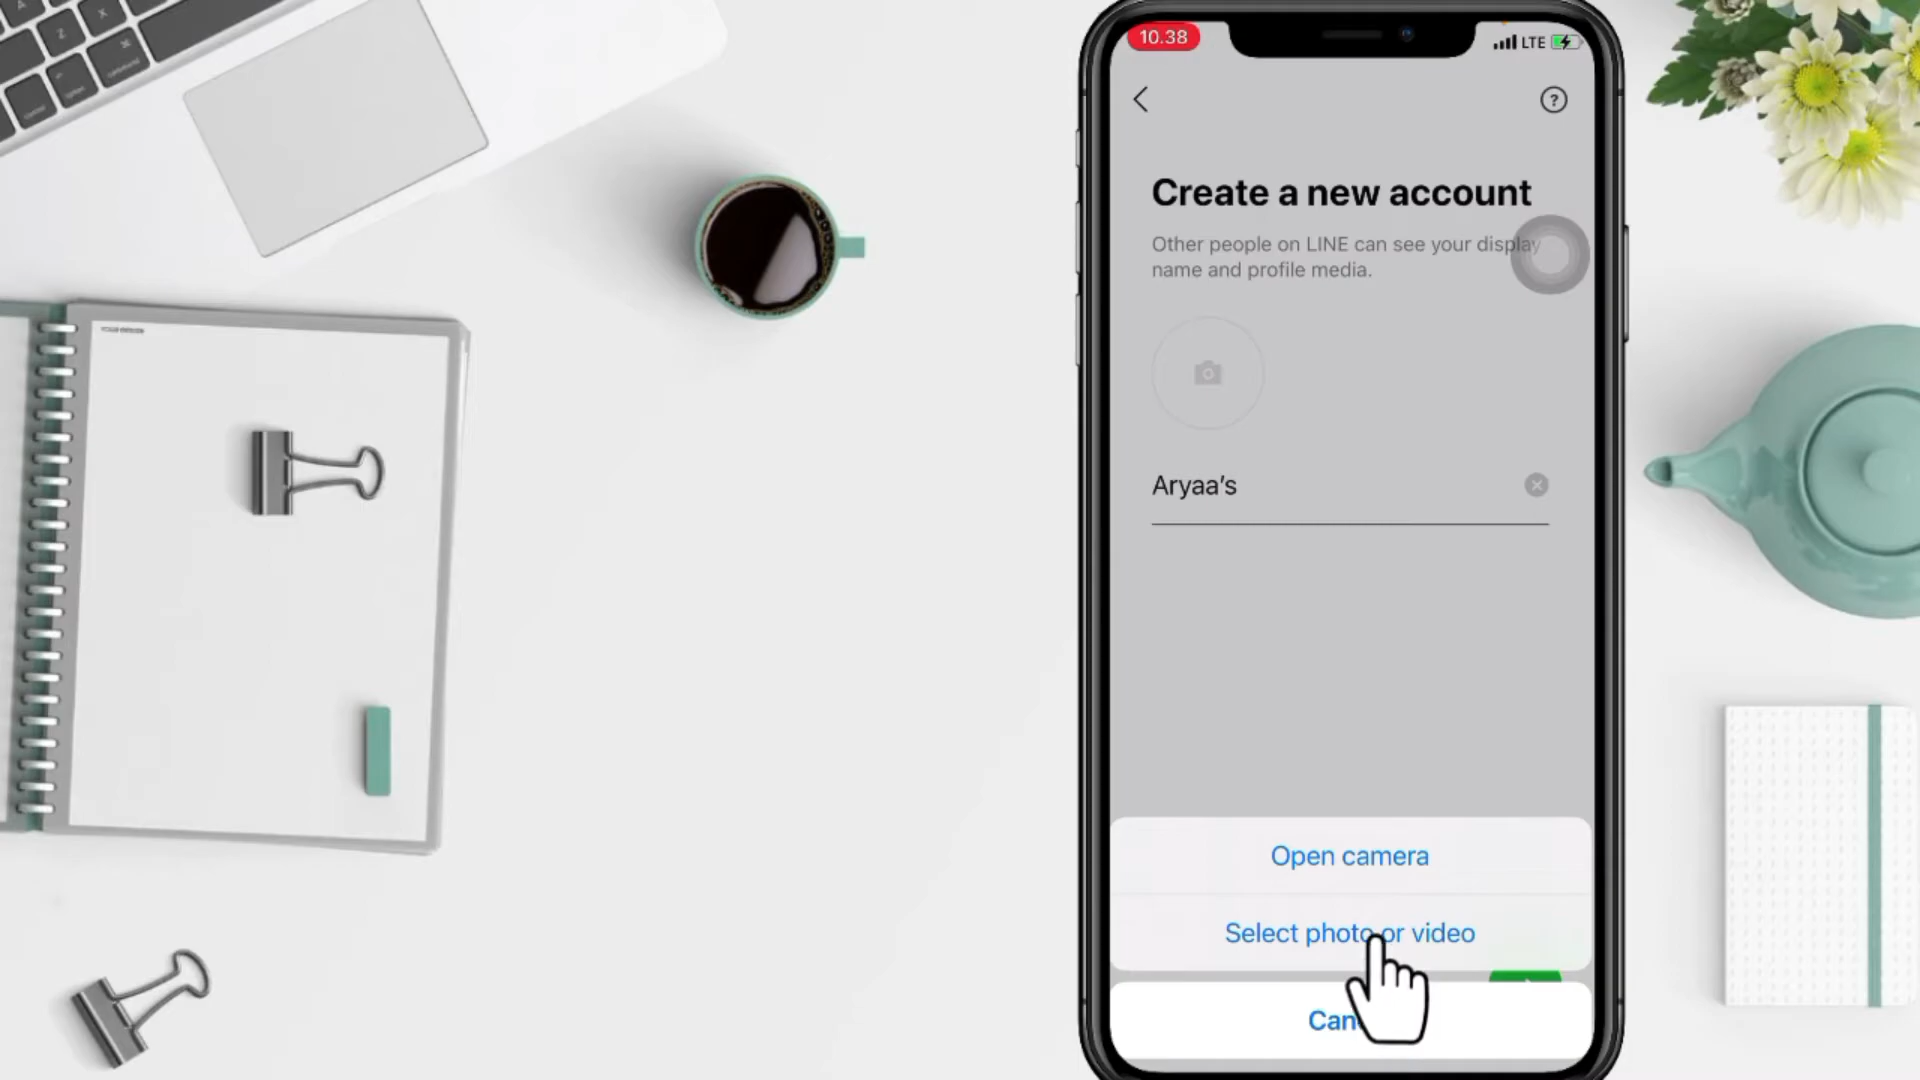 10.38
LTE
?
Create a new account
Other people on LINE can see your display
name and profile media.
Aryaa's
Open camera
Select photo or video